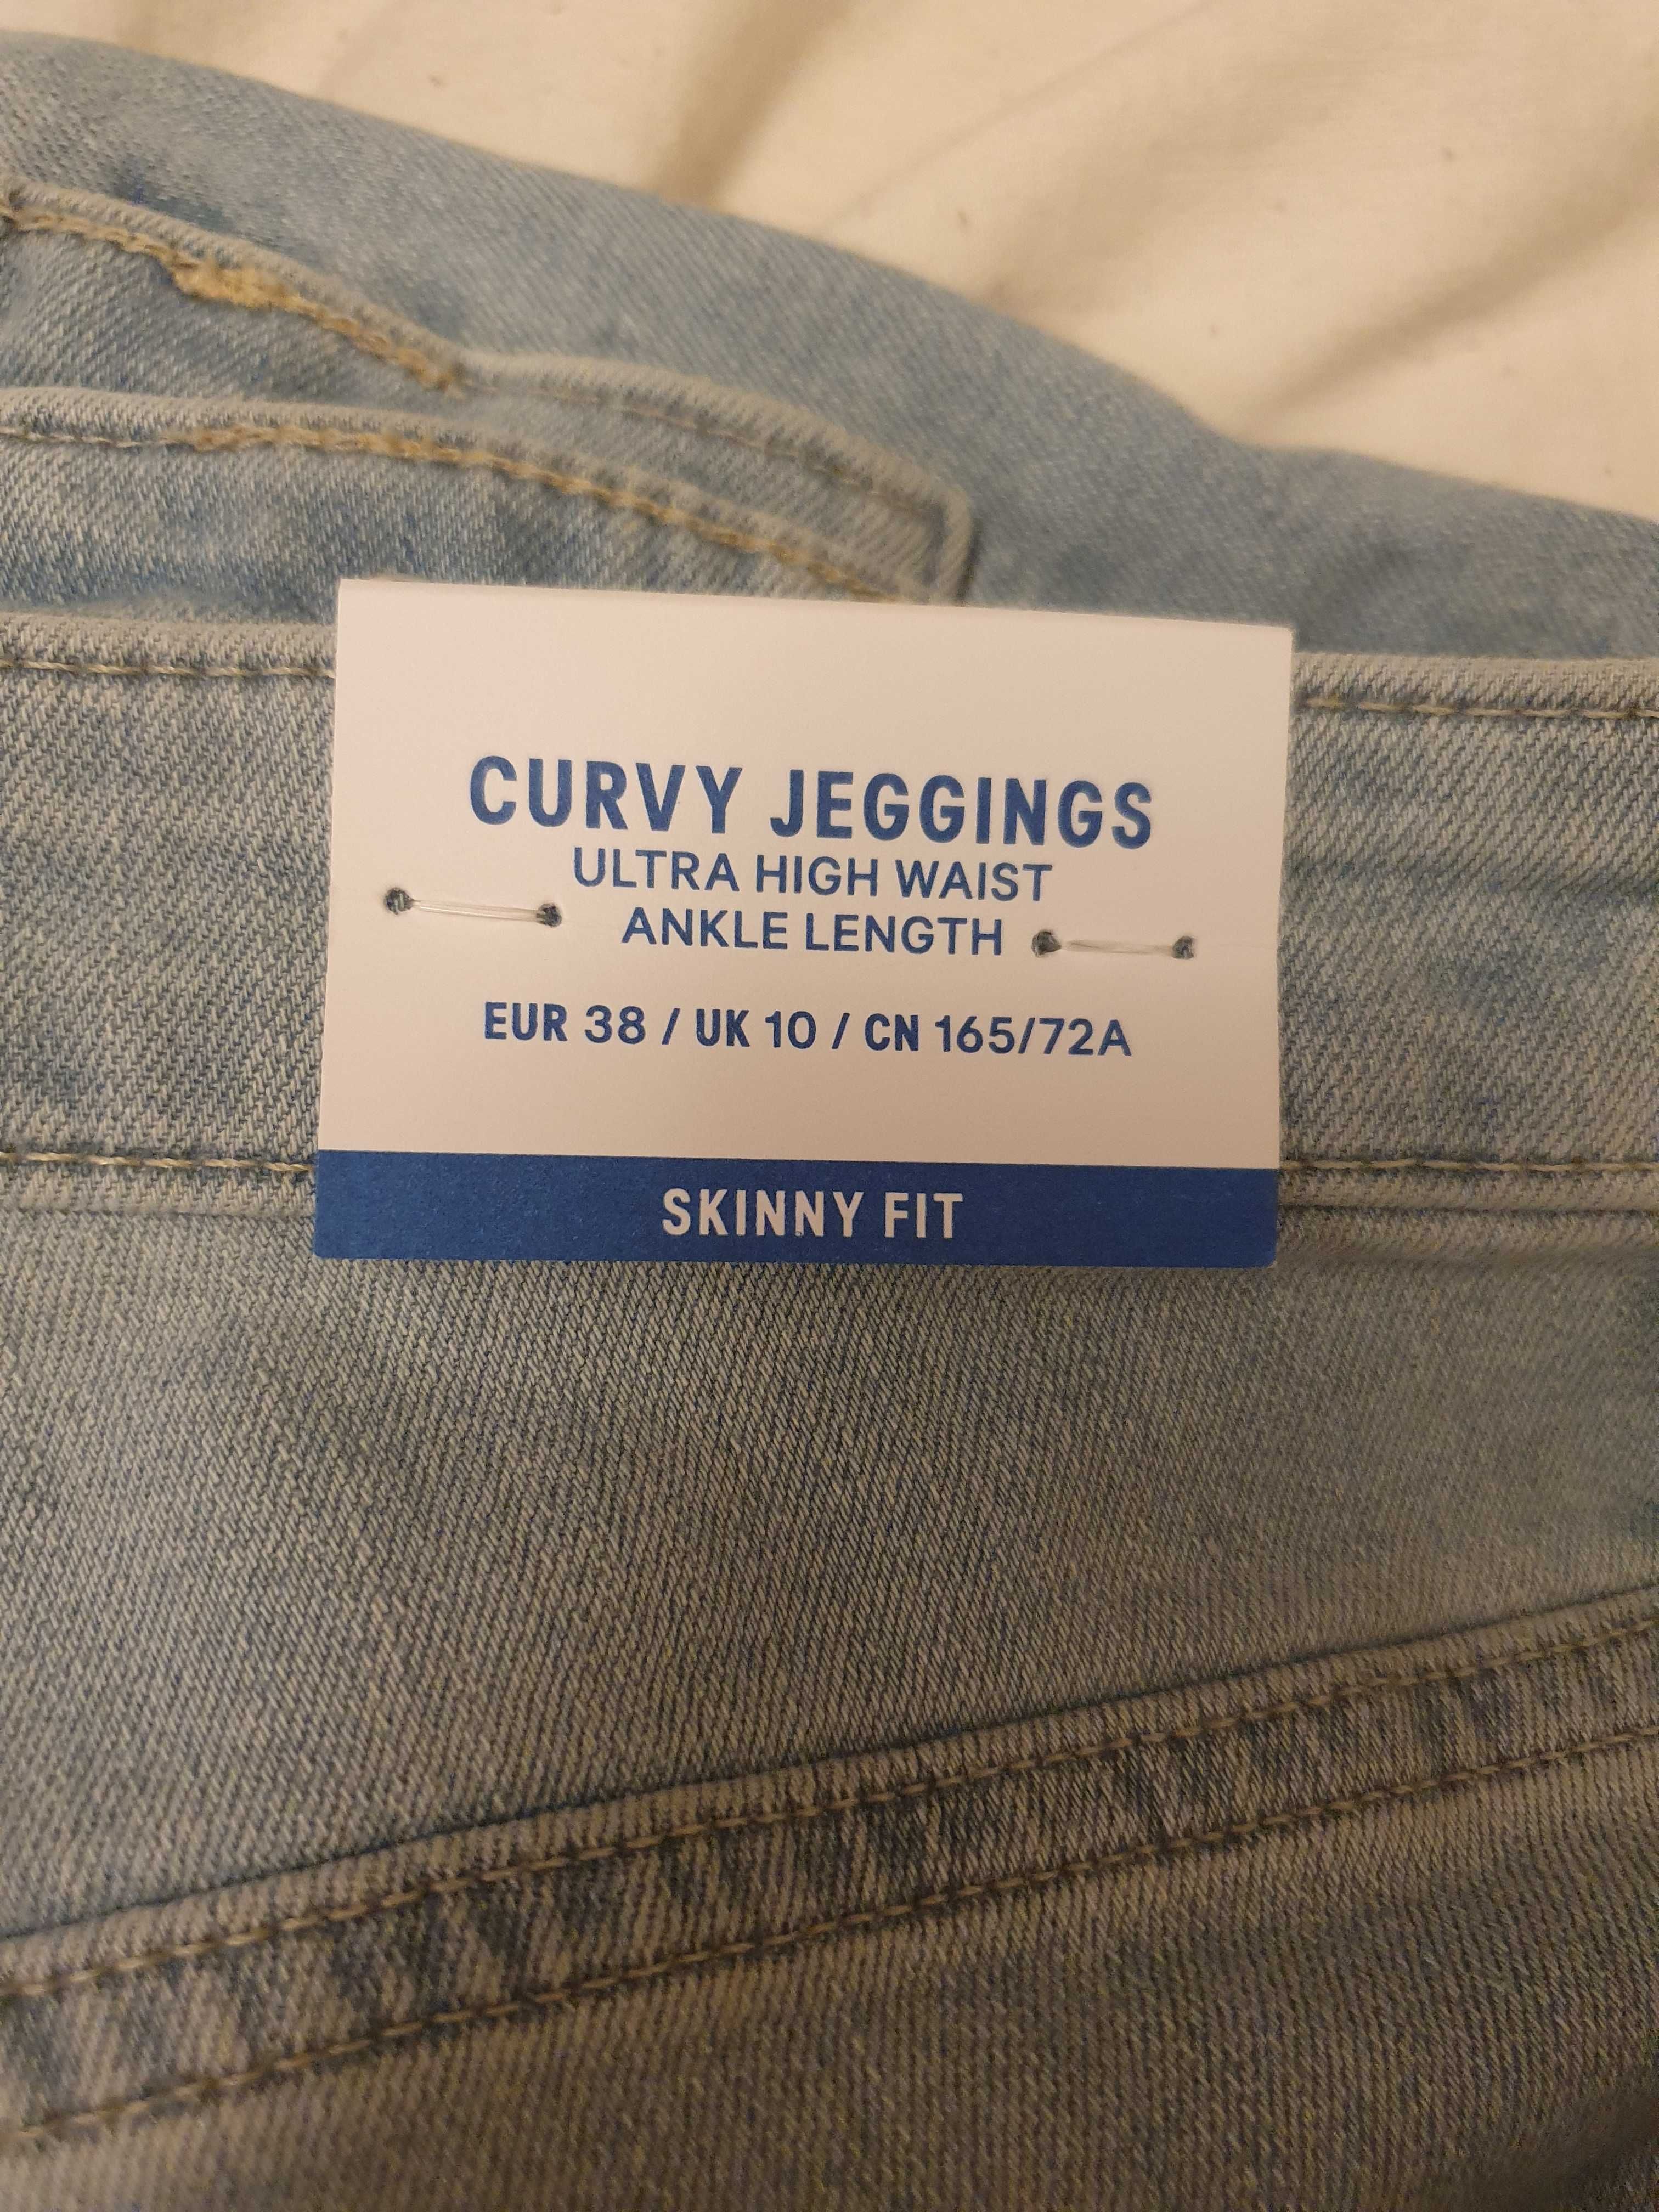 CURVY JEGGINGS
ULTRA HIGH WAIST
ANKLE LENGTH
EUR 38 / UK 10 / CN 165/72A
SKINNY FIT